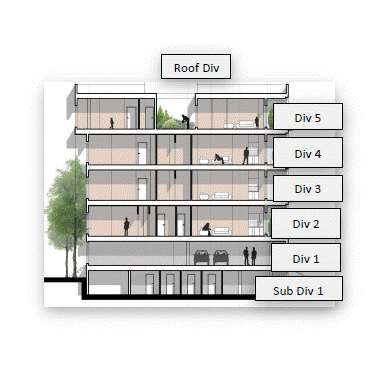 Roof Div
Div 5
Div 4
Div 3
Div 2
Div 1
Sub Div 1